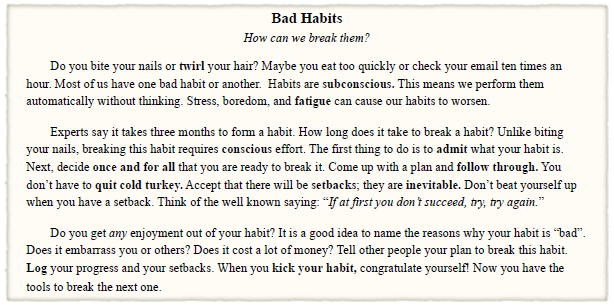 Bad Habits
How can we break them?
Do you bite your nails or twirl your hair? Maybe you eat too quickly or check your email ten times an
hour. Most of us have one bad habit or another.  Habits are subconscious. This means we perform them
automatically without thinking. Stress, boredom, and fatigue can cause our habits to worsen.
Experts say it takes three months to form a habit. How long does it take to break a habit? Unlike biting
your nails, breaking this habit requires conscious effort. The first thing to do is to admit what your habit is.
Next, decide once and for all that you are ready to break it. Come up with a plan and follow through. You
don't have to quit cold turkey. Accept that there will be setbacks; they are inevitable. Don't beat yourself up
when you have a setback. Think of the well known saying: “If at first you don't succeed, try, try again.”
Do you get any enjoyment out of your habit? It is a good idea to name the reasons why your habit is “bad”.
Does it embarrass you or others? Does it cost a lot of money? Tell other people your plan to break this habit.
Log your progress and your setbacks. When you kick your habit, congratulate yourself! Now you have the
tools to break the next one.